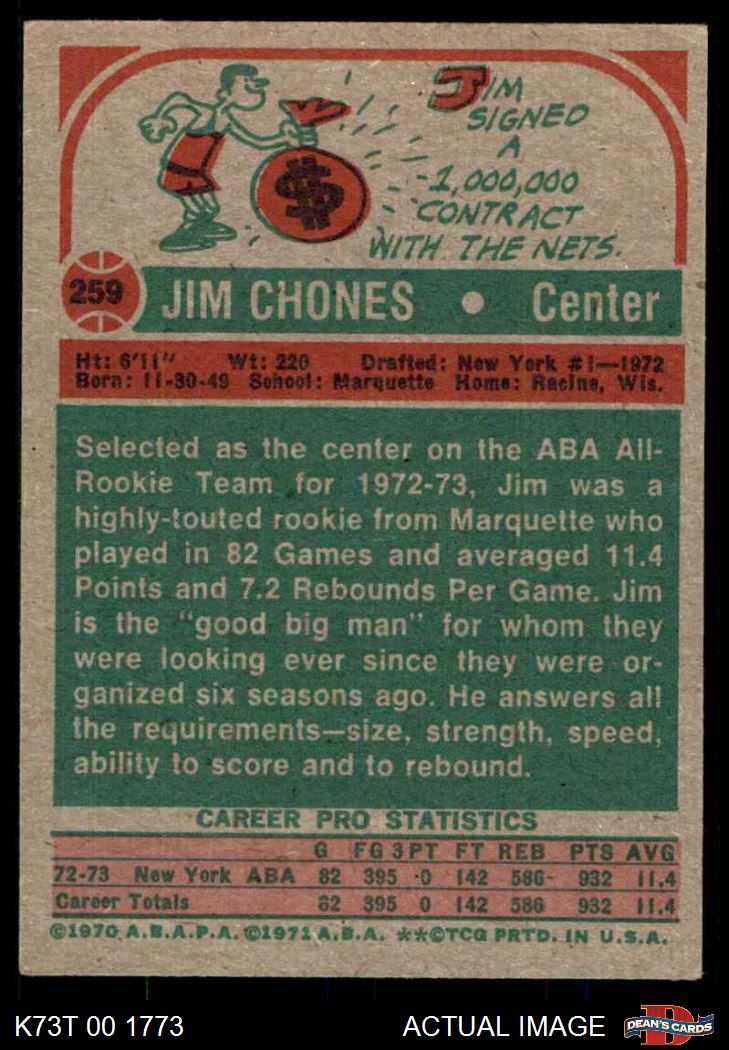 JIM
SIGNED
A
1,000,000
CONTRACT
WITH THE NETS.
259 JIM CHONES • Center
Ht: 6'11" Wt: 220 Drafted: New York #1—1972
Born: 11-30-49 School: Marquette Home: Racine, Wis.
Selected as the center on the ABA All-
Rookie Team for 1972-73, Jim was a
highly-touted rookie from Marquette who
played in 82 Games and averaged 11.4
Points and 7.2 Rebounds Per Game. Jim
is the "good big man" for whom they
were looking ever since they were or-
ganized six seasons ago. He answers all
the requirements—size, strength, speed,
ability to score and to rebound.
CAREER PRO STATISTICS
G FG 3PT FT REB PTS AVG
72-73 New York ABA 82 395 0 142 586 932 11.4
Career Totals 82 395 0 142 586 932 11.4
©1970 A.B.A.P.A. ©1971 A.B.A. **©TCG PRTD. IN U.S.A.
K73T 00 1773 ACTUAL IMAGE D DEAN'S CARDS